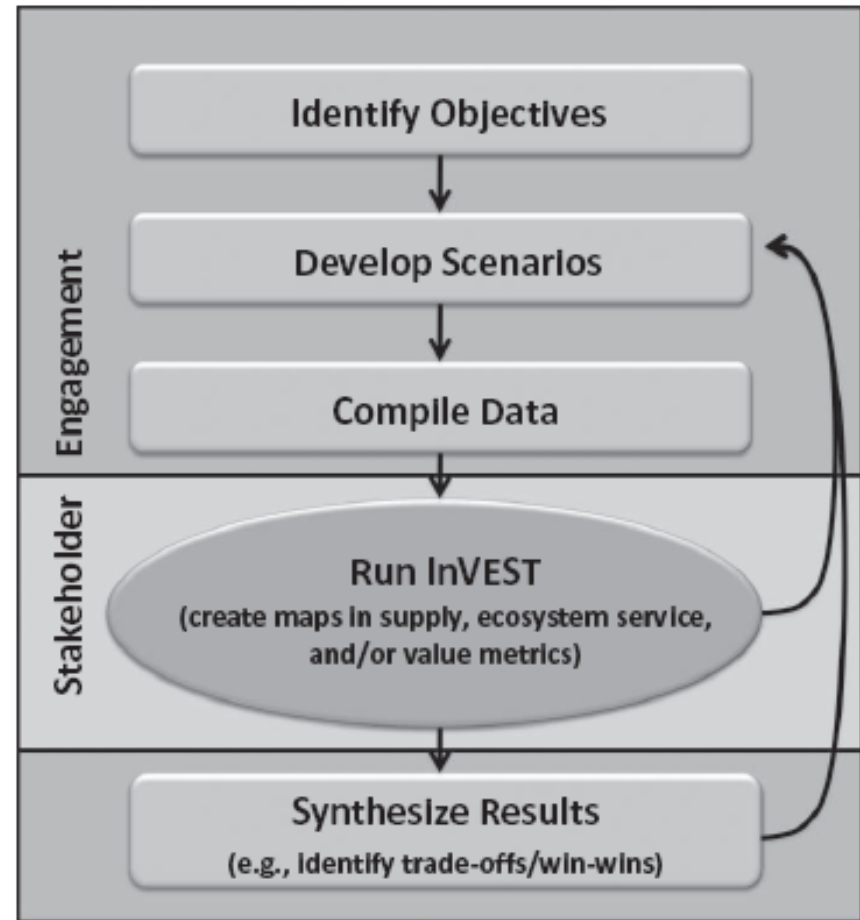 Identify Objectives
Develop Scenarios
Engagement
Compile Data
Stakeholder
Run InVEST
(create maps in supply, ecosystem service,
and/or value metrics)
Synthesize Results
(e.g., identify trade-offs/win-wins)